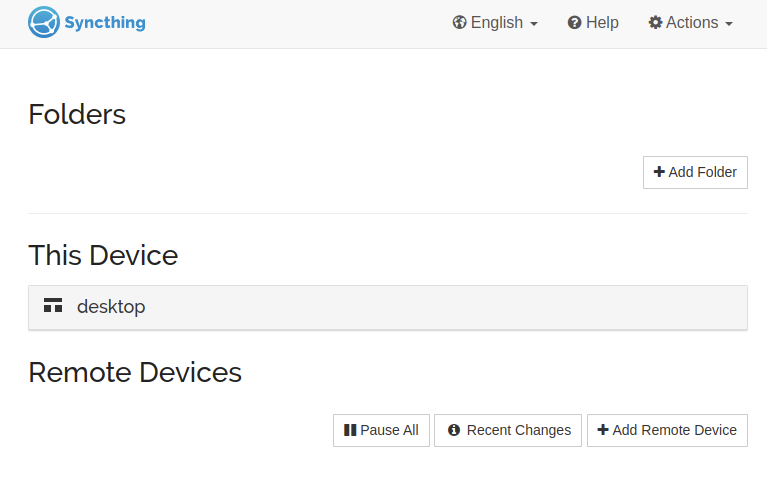 Syncthing English Help Actions
Folders
Add Folder
This Device
desktop
Remote Devices
Pause All Recent Changes Add Remote Device